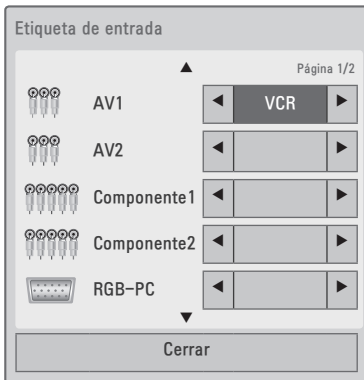 Etiqueta de entrada
Página 1/2
AV1 VCR
AV2
Componente1
Componente2
RGB-PC
Cerrar